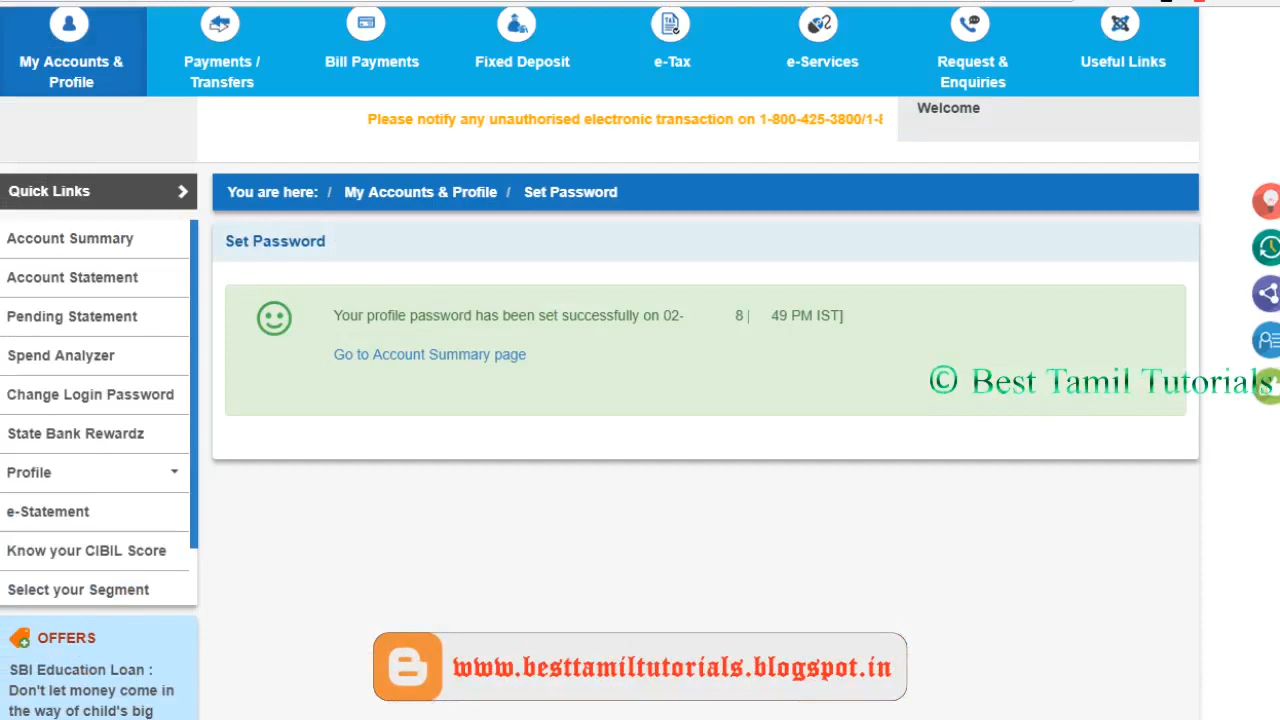 My Accounts &
Profile
Payments /
Transfers
Bill Payments
Fixed Deposit
e-Tax
e-Services
Request &
Enquiries
Useful Links
Please notify any unauthorised electronic transaction on 1-800-425-3800/1-8
Welcome
Quick Links
You are here: / My Accounts & Profile / Set Password
Account Summary
Account Statement
Pending Statement
Spend Analyzer
Change Login Password
State Bank Rewardz
Profile
e-Statement
Know your CIBIL Score
Select your Segment
Set Password
Your profile password has been set successfully on 02- 8 | 49 PM IST]
Go to Account Summary page
© Best Tamil Tutorials
OFFERS
SBI Education Loan :
Don't let money come in
the way of child's big
www.besttamiltutorials.blogspot.in